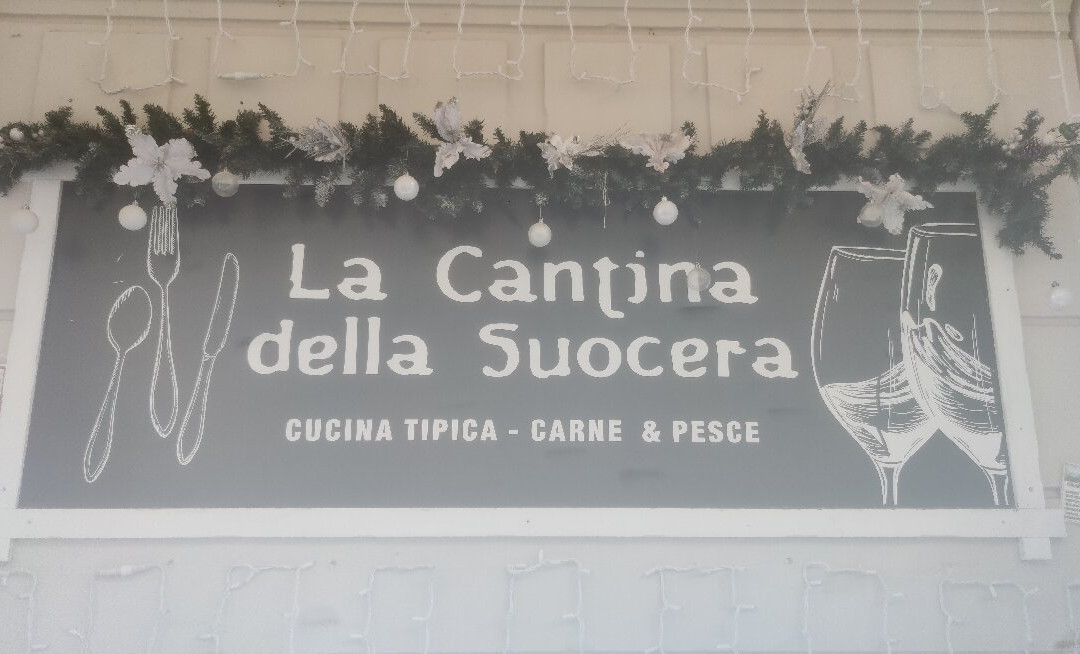 La Cantina
della Suocera
CUCINA TIPICA - CARNE & PESCE